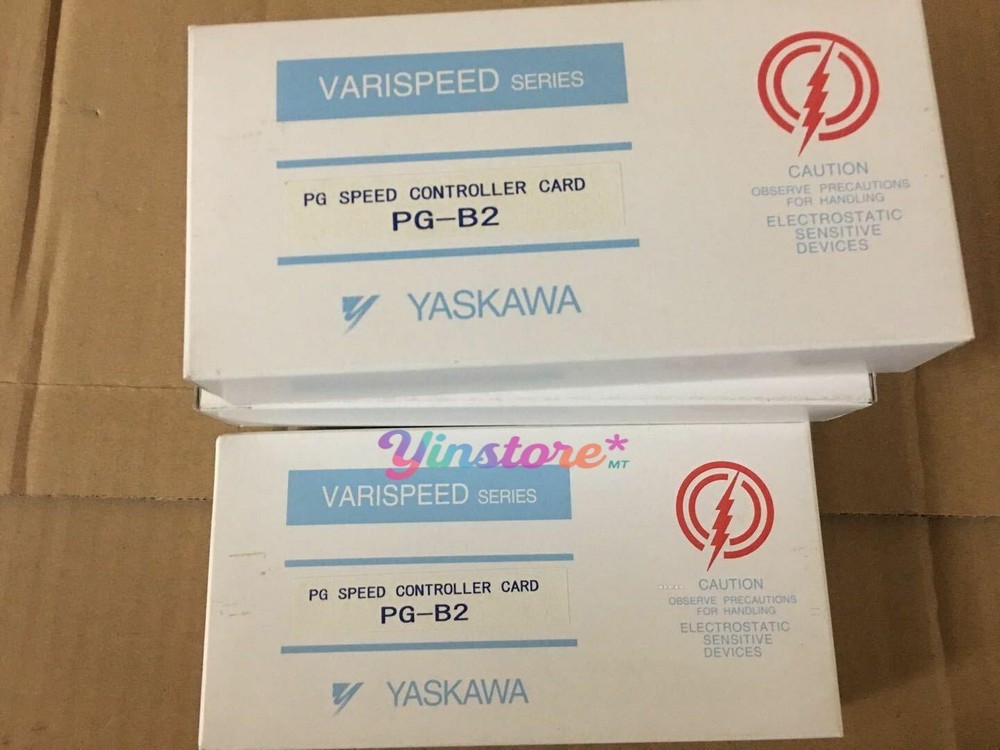 VARISPEED SERIES
PG SPEED CONTROLLER CARD
PG-B2
YASKAWA
CAUTION
OBSERVE PRECAUTIONS
FOR HANDLING
ELECTROSTATIC
SENSITIVE
DEVICES
Yinstore*MT
VARISPEED SERIES
PG SPEED CONTROLLER CARD
PG-B2
YASKAWA
CAUTION
OBSERVE PRECAUTIONS
FOR HANDLING
ELECTROSTATIC
SENSITIVE
DEVICES